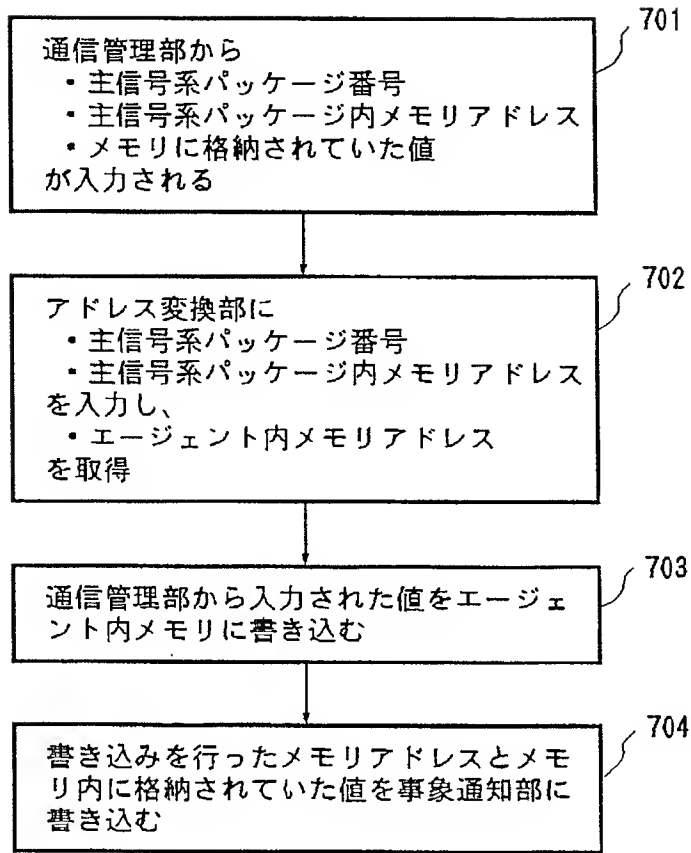 701
通信管理部から
・主信号系パッケージ番号
・主信号系パッケージ内メモリアドレス
・メモリに格納されていた値
が入力される
702
アドレス変換部に
・主信号系パッケージ番号
・主信号系パッケージ内メモリアドレス
を入力し、
・エージェント内メモリアドレス
を取得
703
通信管理部から入力された値をエージェ
ント内メモリに書き込む
704
書き込みを行ったメモリアドレスとメモ
リ内に格納されていた値を事象通知部に
書き込む